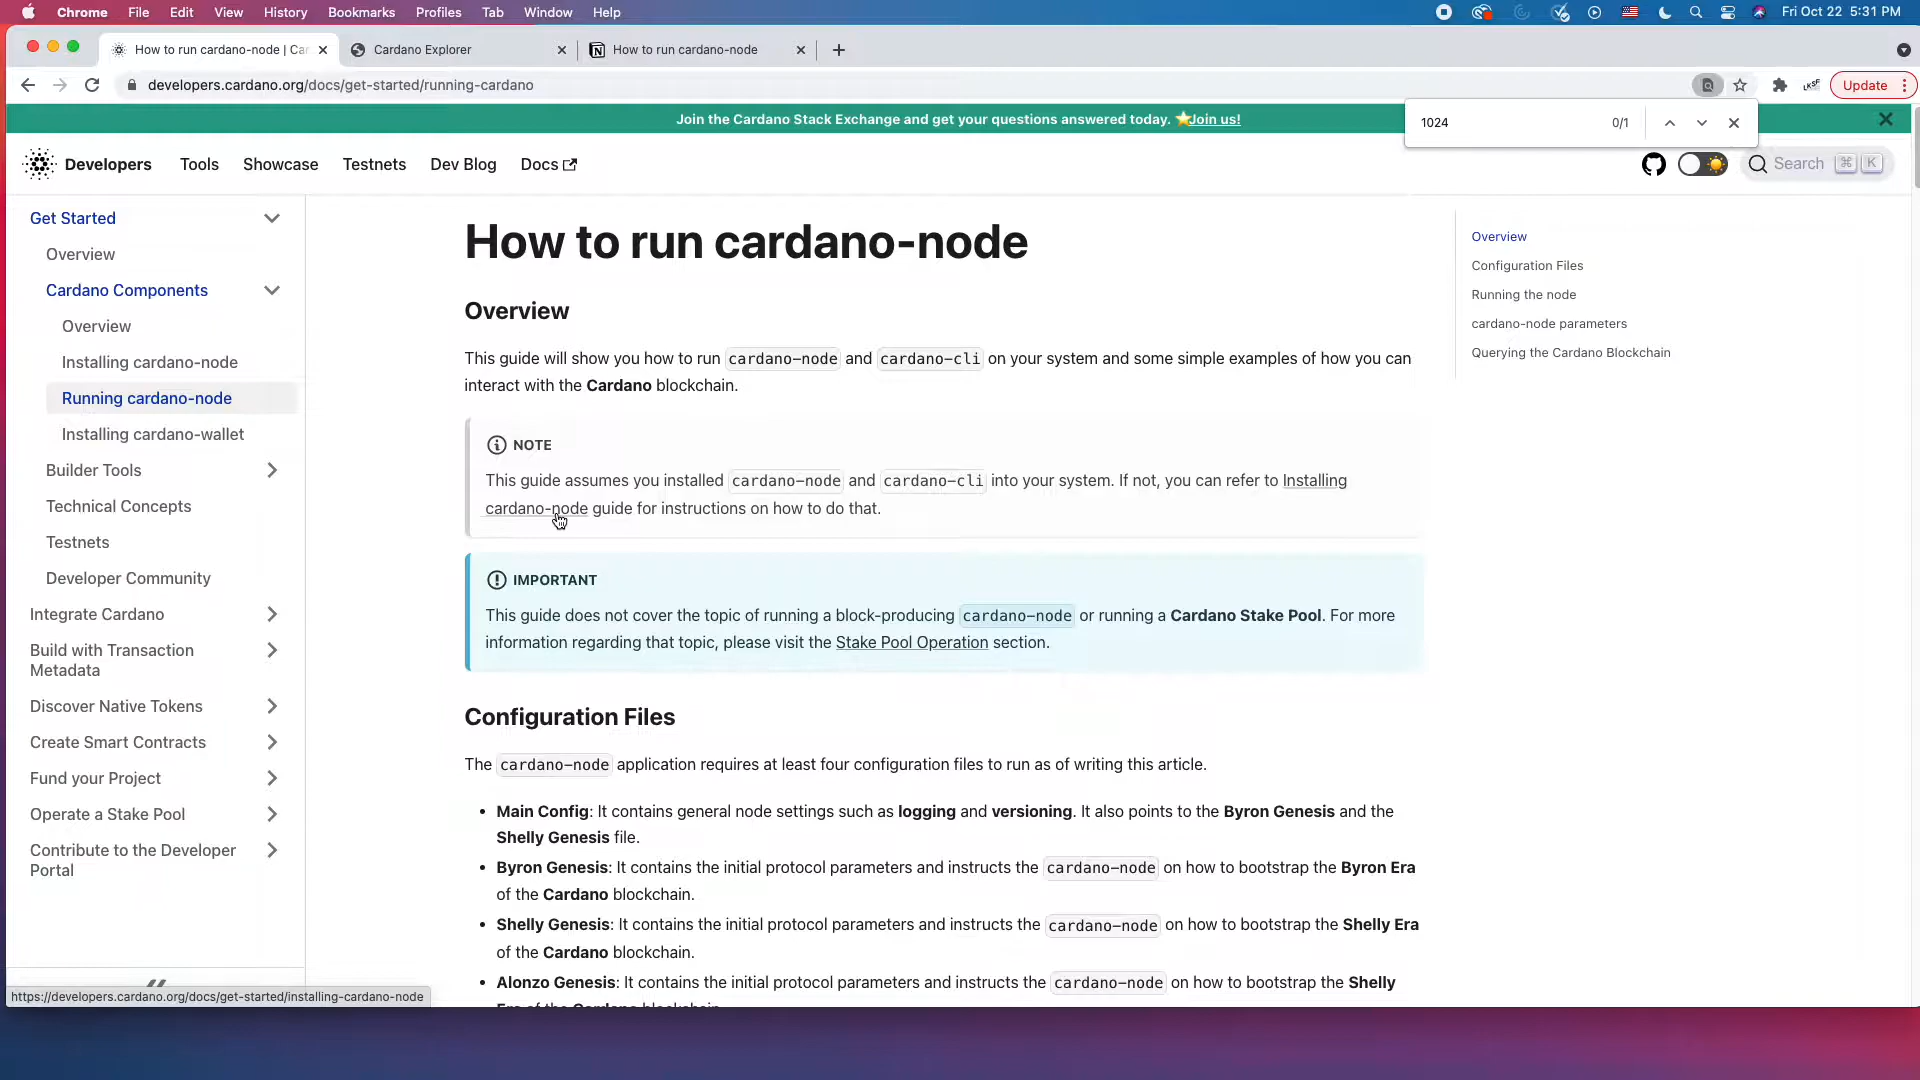 Chrome File Edit View History Bookmarks Profiles Tab Window Help Fri Oct 22 5:31 PM
How to run cardano-node | Car Cardano Explorer How to run cardano-node
developers.cardano.org/docs/get-started/running-cardano Update
Join the Cardano Stack Exchange and get your questions answered today. ⭐Join us!
1024 0/1
Developers Tools Showcase Testnets Dev Blog Docs Search ⌘ K
Get Started
Overview
Cardano Components
Overview
Installing cardano-node
Running cardano-node
Installing cardano-wallet
Builder Tools
Technical Concepts
Testnets
Developer Community
Integrate Cardano
Build with Transaction
Metadata
Discover Native Tokens
Create Smart Contracts
Fund your Project
Operate a Stake Pool
Contribute to the Developer
Portal
How to run cardano-node
Overview
This guide will show you how to run cardano-node and cardano-cli on your system and some simple examples of how you can
interact with the Cardano blockchain.
NOTE
This guide assumes you installed cardano-node and cardano-cli into your system. If not, you can refer to Installing
cardano-node guide for instructions on how to do that.
IMPORTANT
This guide does not cover the topic of running a block-producing cardano-node or running a Cardano Stake Pool. For more
information regarding that topic, please visit the Stake Pool Operation section.
Configuration Files
The cardano-node application requires at least four configuration files to run as of writing this article.
• Main Config: It contains general node settings such as logging and versioning. It also points to the Byron Genesis and the
Shelly Genesis file.
• Byron Genesis: It contains the initial protocol parameters and instructs the cardano-node on how to bootstrap the Byron Era
of the Cardano blockchain.
• Shelly Genesis: It contains the initial protocol parameters and instructs the cardano-node on how to bootstrap the Shelly Era
of the Cardano blockchain.
• Alonzo Genesis: It contains the initial protocol parameters and instructs the cardano-node on how to bootstrap the Shelly
Era of the Cardano blockchain.
Overview
Configuration Files
Running the node
cardano-node parameters
Querying the Cardano Blockchain
https://developers.cardano.org/docs/get-started/installing-cardano-node